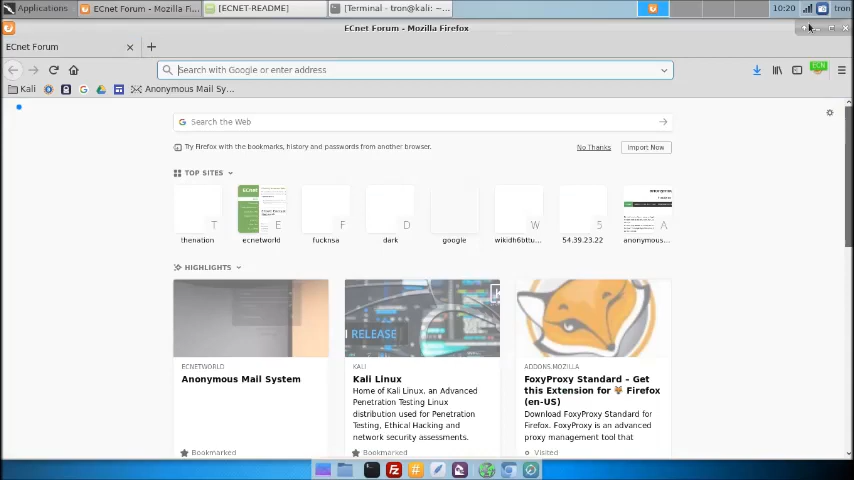 Applications
ECnet Forum - Mozilla Fi...
[ECNET-README]
[Terminal - tron@kali: ~...
10:20
tron
ECnet Forum - Mozilla Firefox
ECnet Forum
Search with Google or enter address
ECN
Kali
Anonymous Mail Sy...
Search the Web
Try Firefox with the bookmarks, history and passwords from another browser.
No Thanks
Import Now
TOP SITES
T
E
F
D
W
5
A
thenation
ecnetworld
fucknsa
dark
google
wikidh6bttu...
54.39.23.22
anonymous...
HIGHLIGHTS
RELEASE
ECNETWORLD
Anonymous Mail System
Bookmarked
KALI
Kali Linux
Home of Kali Linux, an Advanced
Penetration Testing Linux
distribution used for Penetration
Testing, Ethical Hacking and
network security assessments.
Bookmarked
ADDONS.MOZILLA
FoxyProxy Standard – Get
this Extension for 🦊 Firefox
(en-US)
Download FoxyProxy Standard for
Firefox. FoxyProxy is an advanced
proxy management tool that
Visited